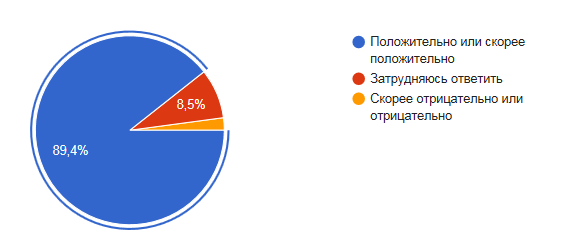 Положительно или скорее
положительно
Затрудняюсь ответить
Скорее отрицательно или
отрицательно
8,5%
89,4%